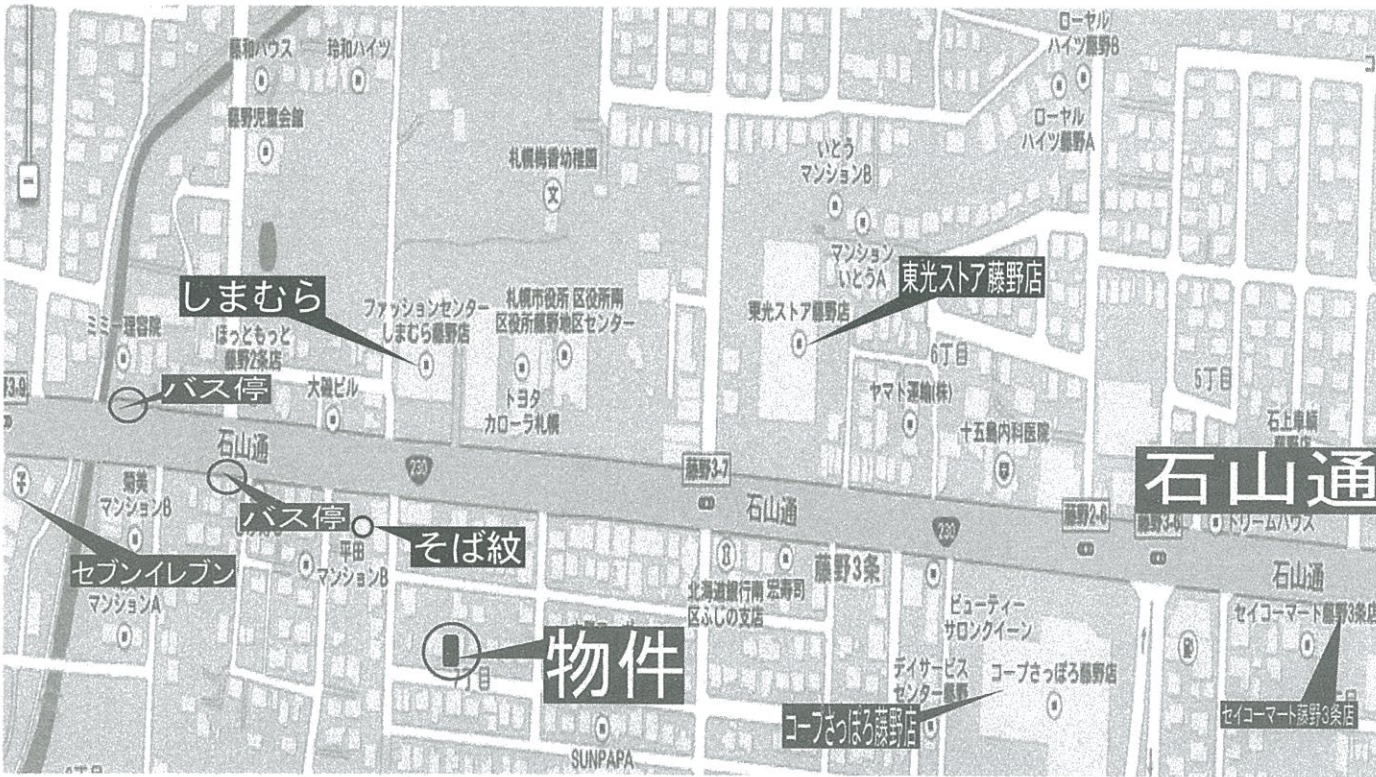 ローヤル
ハイツ藤野B
藤和ハウス
玲和ハイツ
ローヤル
ハイツ藤野A
藤野児童会館
札幌梅香幼稚園
文
いとう
マンションB
マンション
いとうA
東光ストア藤野店
しまむら
ファッションセンター
しまむら藤野店
札幌市役所 区役所南
区役所藤野地区センター
東光ストア藤野店
ミミー理容院
ほっともっと
藤野2条店
6丁目
5丁目
バス停
大磯ビル
トヨタ
カローラ札幌
ヤマト運輸(株)
十五島内科医院
石上車輌
石山通
230
藤野3-7
石山通
石山通
230
藤野2-6
藤野3-6
ドリームハウス
菊美
マンションB
バス停
そば紋
平田
マンションB
セブンイレブン
マンションA
北海道銀行南
区ふじの支店
宏寿司
藤野3条
石山通
ビューティー
サロンクイーン
セイコーマート藤野3条店
物件
7丁目
デイサービス
センター藤野
コープさっぽろ藤野店
コープさっぽろ藤野店
セイコーマート藤野3条店
SUNPAPA